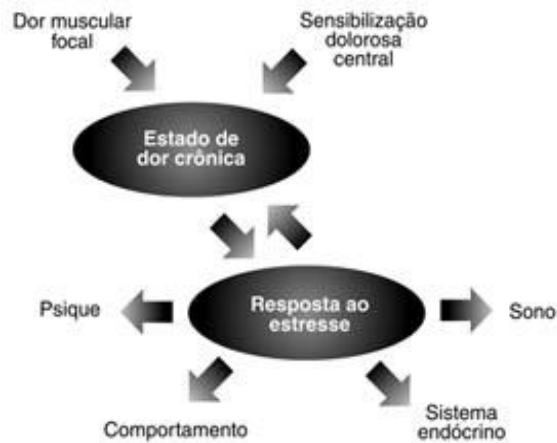 Dor muscular
focal
Sensibilização
dolorosa
central
Estado de
dor crônica
Resposta ao
estresse
Psique
Sono
Comportamento
Sistema
endócrino